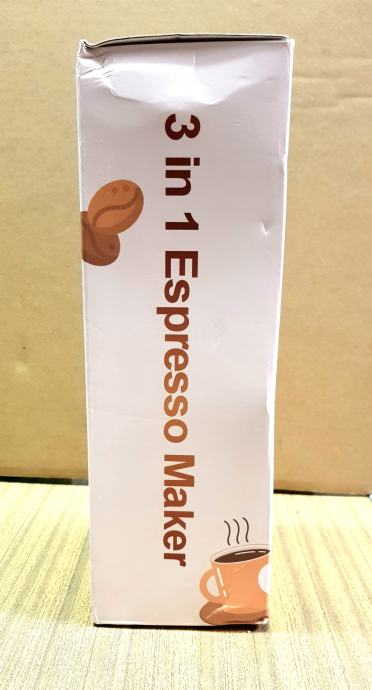 3 in 1 Espresso Maker